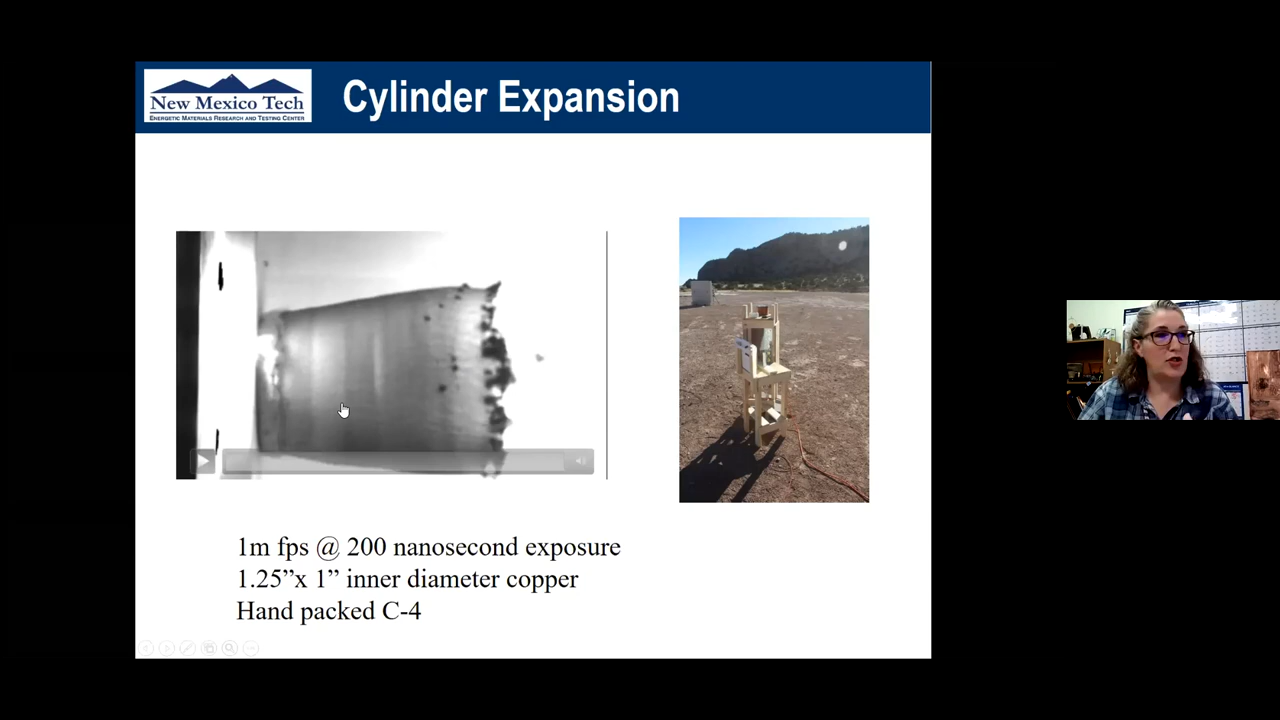 New Mexico Tech
ENERGETIC MATERIALS RESEARCH AND TESTING CENTER
Cylinder Expansion
1m fps @ 200 nanosecond exposure
1.25”x 1” inner diameter copper
Hand packed C-4